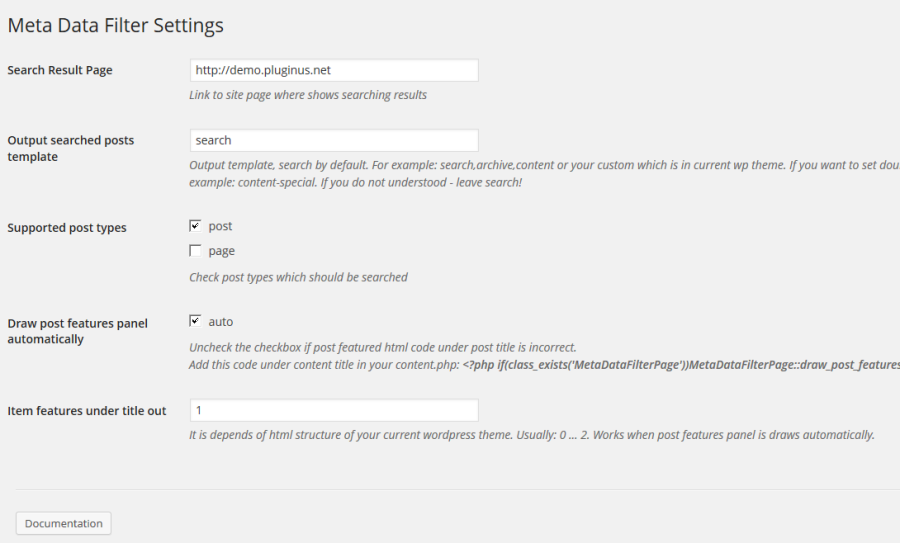 Meta Data Filter Settings
Search Result Page
http://demo.pluginus.net
Link to site page where shows searching results
Output searched posts template
search
Output template, search by default. For example: search,archive,content or your custom which is in current wp theme. If you want to set dou
example: content-special. If you do not understood - leave search!
Supported post types
post
page
Check post types which should be searched
Draw post features panel automatically
auto
Uncheck the checkbox if post featured html code under post title is incorrect.
Add this code under content title in your content.php: <?php if(class_exists('MetaDataFilterPage'))MetaDataFilterPage::draw_post_features
Item features under title out
1
It is depends of html structure of your current wordpress theme. Usually: 0 ... 2. Works when post features panel is draws automatically.
Documentation